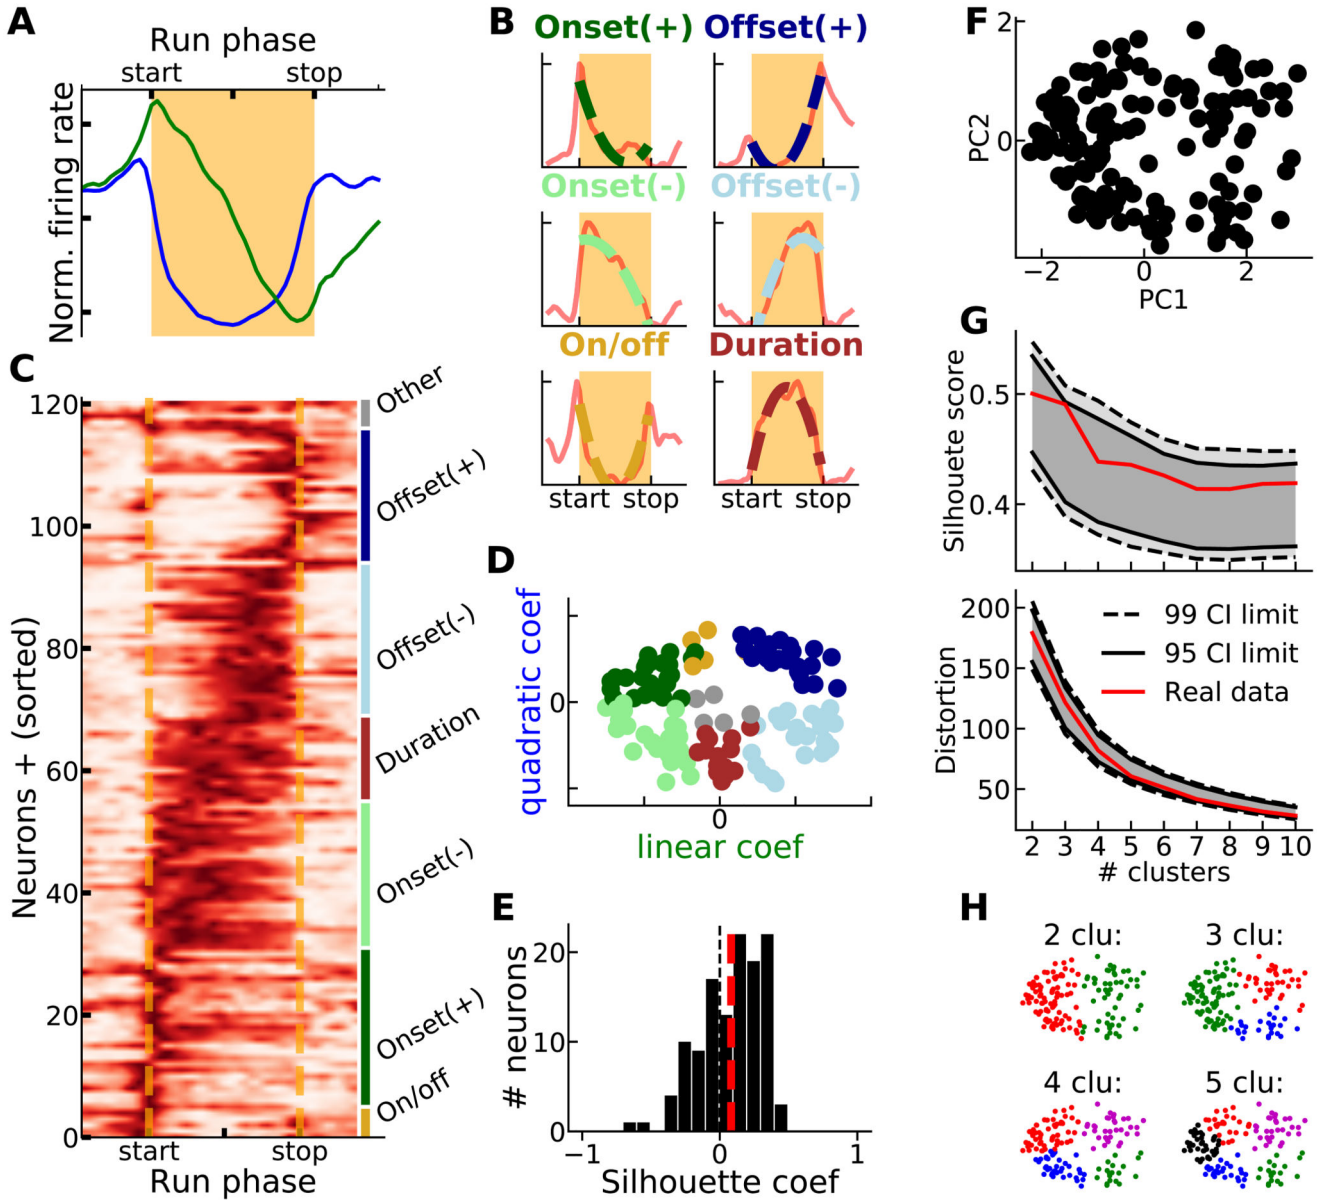 A
Run phase
start stop
Norm. firing rate
B
Onset(+) Offset(+)
Onset(-) Offset(-)
On/off Duration
start stop start stop
C
120
100
80
60
40
20
0
Neurons + (sorted)
Other
Offset(+)
Offset(-)
Duration
Onset(-)
Onset(+)
On/off
start stop
Run phase
D
quadratic coef
0
0
linear coef
E
# neurons
20
10
0
−1 0 1
Silhouette coef
F
2
0
PC2
−2 0 2
PC1
G
Silhouete score
0.5
0.4
Distortion
200
150
100
50
99 CI limit
95 CI limit
Real data
2 3 4 5 6 7 8 9 10
# clusters
H
2 clu: 3 clu:
4 clu: 5 clu: